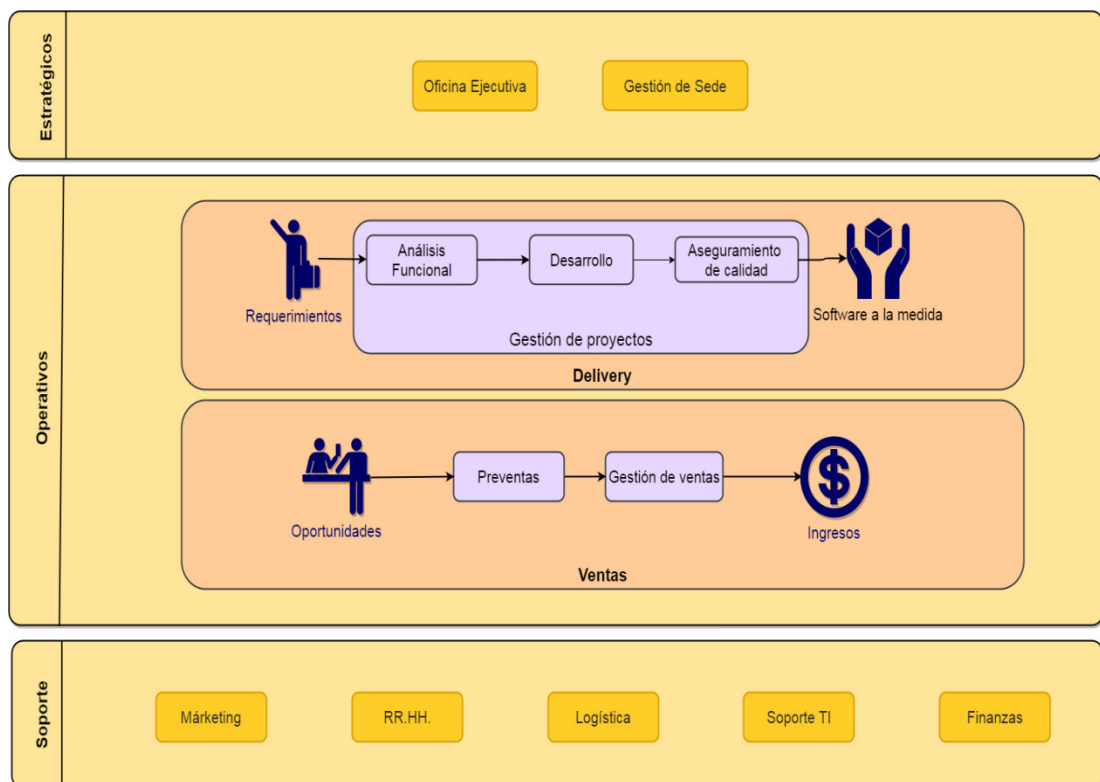 Estratégicos
Oficina Ejecutiva
Gestión de Sede
Operativos
Requerimientos
Análisis
Funcional
Desarrollo
Aseguramiento
de calidad
Software a la medida
Gestión de proyectos
Delivery
Oportunidades
Preventas
Gestión de ventas
Ingresos
Ventas
Soporte
Márketing
RR.HH.
Logística
Soporte TI
Finanzas